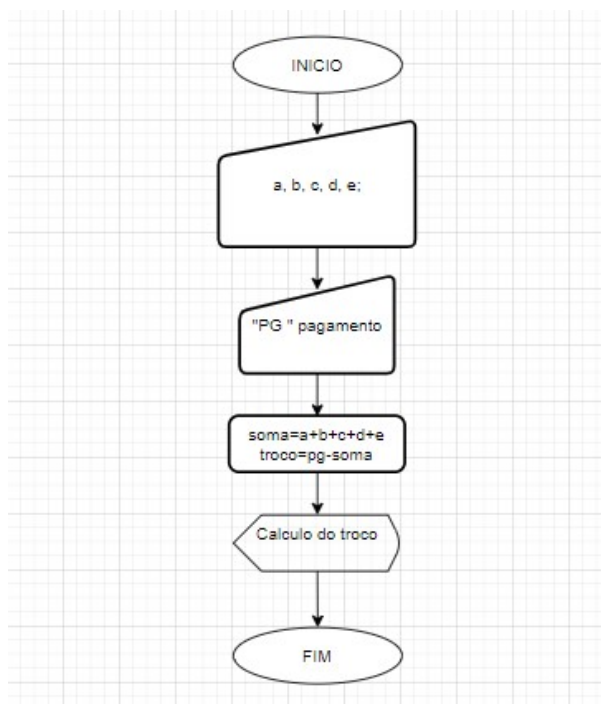 INICIO
a, b, c, d, e;
"PG " pagamento
soma=a+b+c+d+e
troco=pg-soma
Calculo do troco
FIM